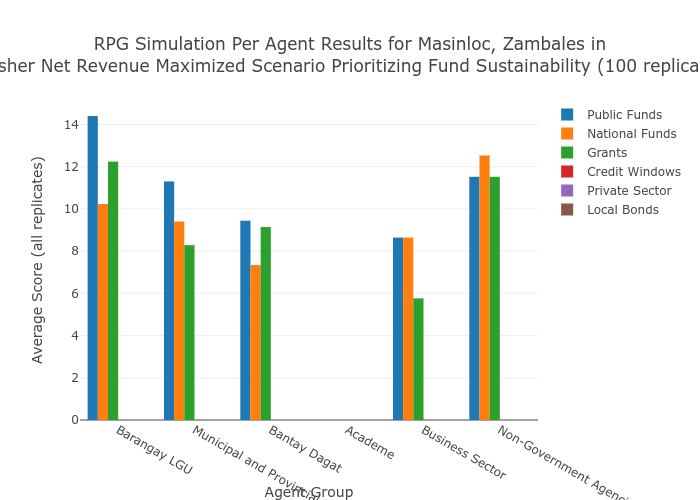 RPG Simulation Per Agent Results for Masinloc, Zambales in
sher Net Revenue Maximized Scenario Prioritizing Fund Sustainability (100 replica
Average Score (all replicates)
14
12
10
8
6
4
2
0
Public Funds
National Funds
Grants
Credit Windows
Private Sector
Local Bonds
Barangay LGU
Municipal and Provincial
Bantay Dagat
Academe
Business Sector
Non-Government Agenci
Agent Group